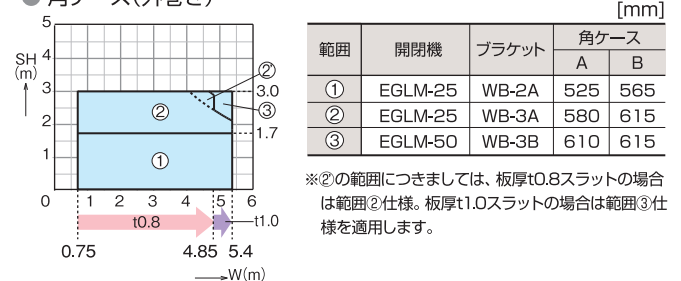 ● 角ケース(外巻き)
[mm]
範囲 開閉機 ブラケット 角ケース
A B
① EGLM-25 WB-2A 525 565
② EGLM-25 WB-3A 580 615
③ EGLM-50 WB-3B 610 615
※②'の範囲につきましては、板厚t0.8スラットの場合
は範囲②仕様。板厚t1.0スラットの場合は範囲③仕
様を適用します。
5
SH
(m)
4
3
2
1
0 1 2 3 4 5 6
②'
3.0
③
②
1.7
①
t0.8
t1.0
0.75 4.85 5.4
W(m)